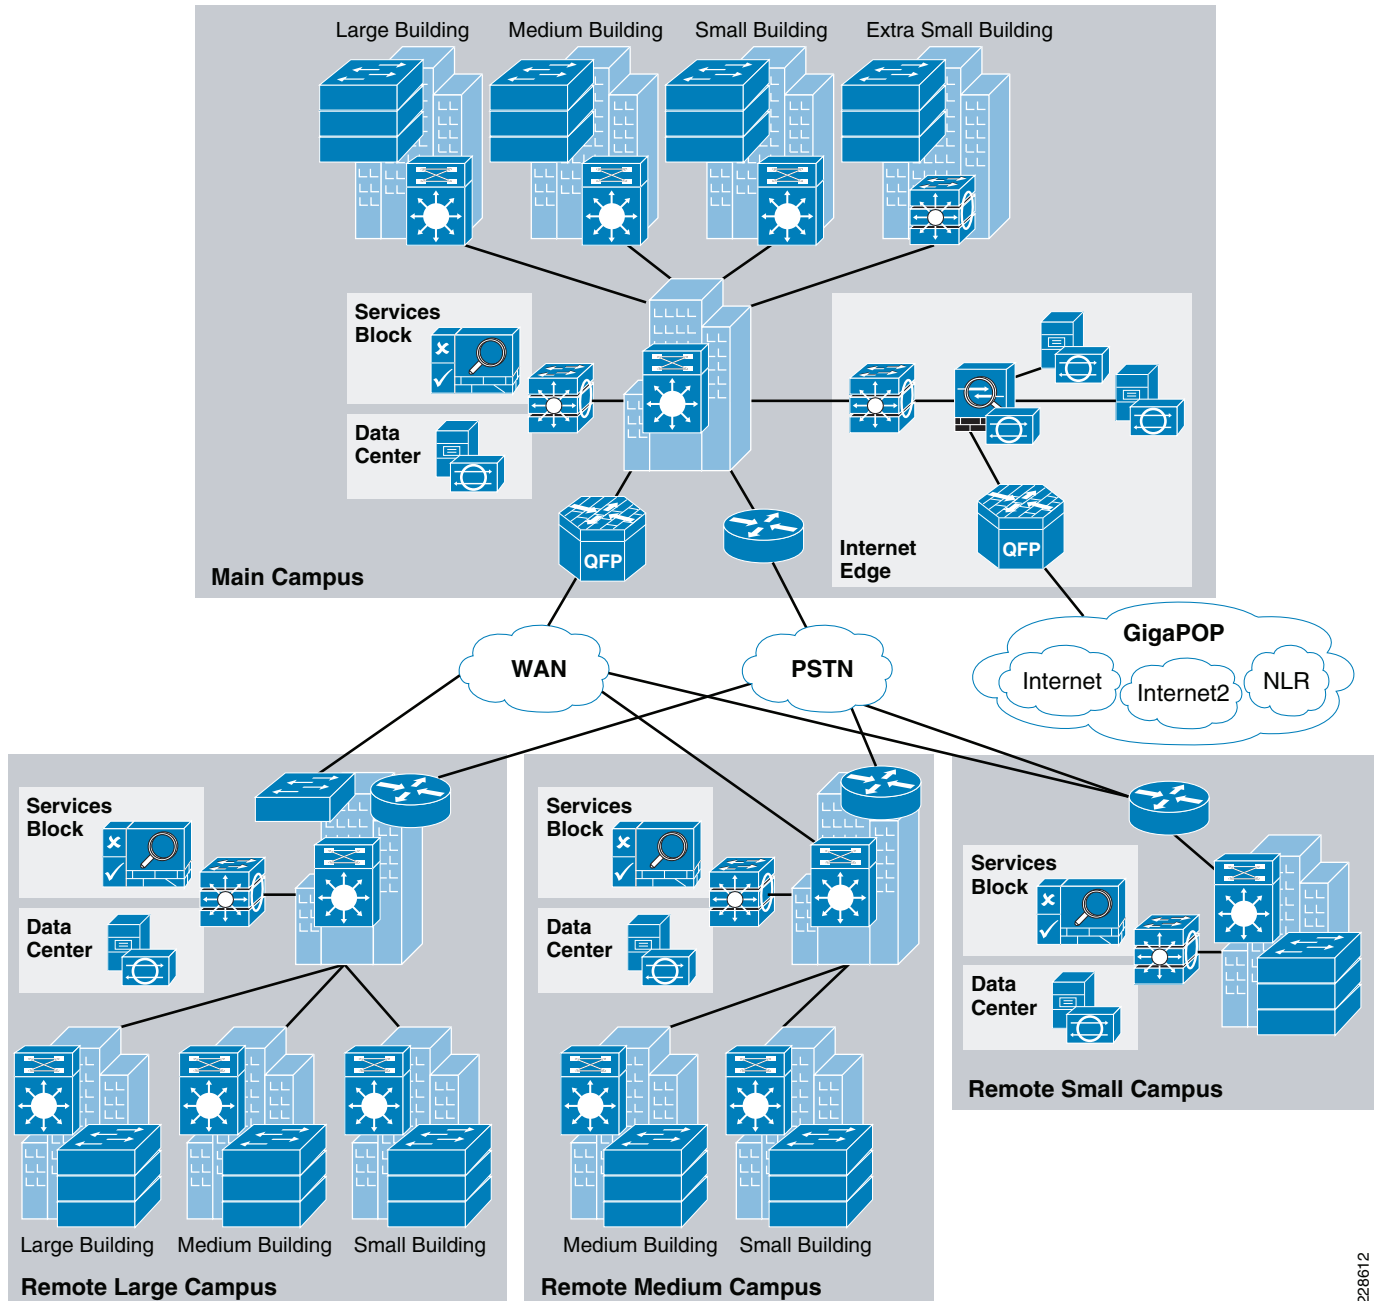 Large Building
Medium Building
Small Building
Extra Small Building
Services
Block
Data
Center
QFP
Internet
Edge
QFP
Main Campus
WAN
PSTN
GigaPOP
Internet
Internet2
NLR
Services
Block
Data
Center
Large Building
Medium Building
Small Building
Remote Large Campus
Services
Block
Data
Center
Medium Building
Small Building
Remote Medium Campus
Services
Block
Data
Center
Remote Small Campus
228612